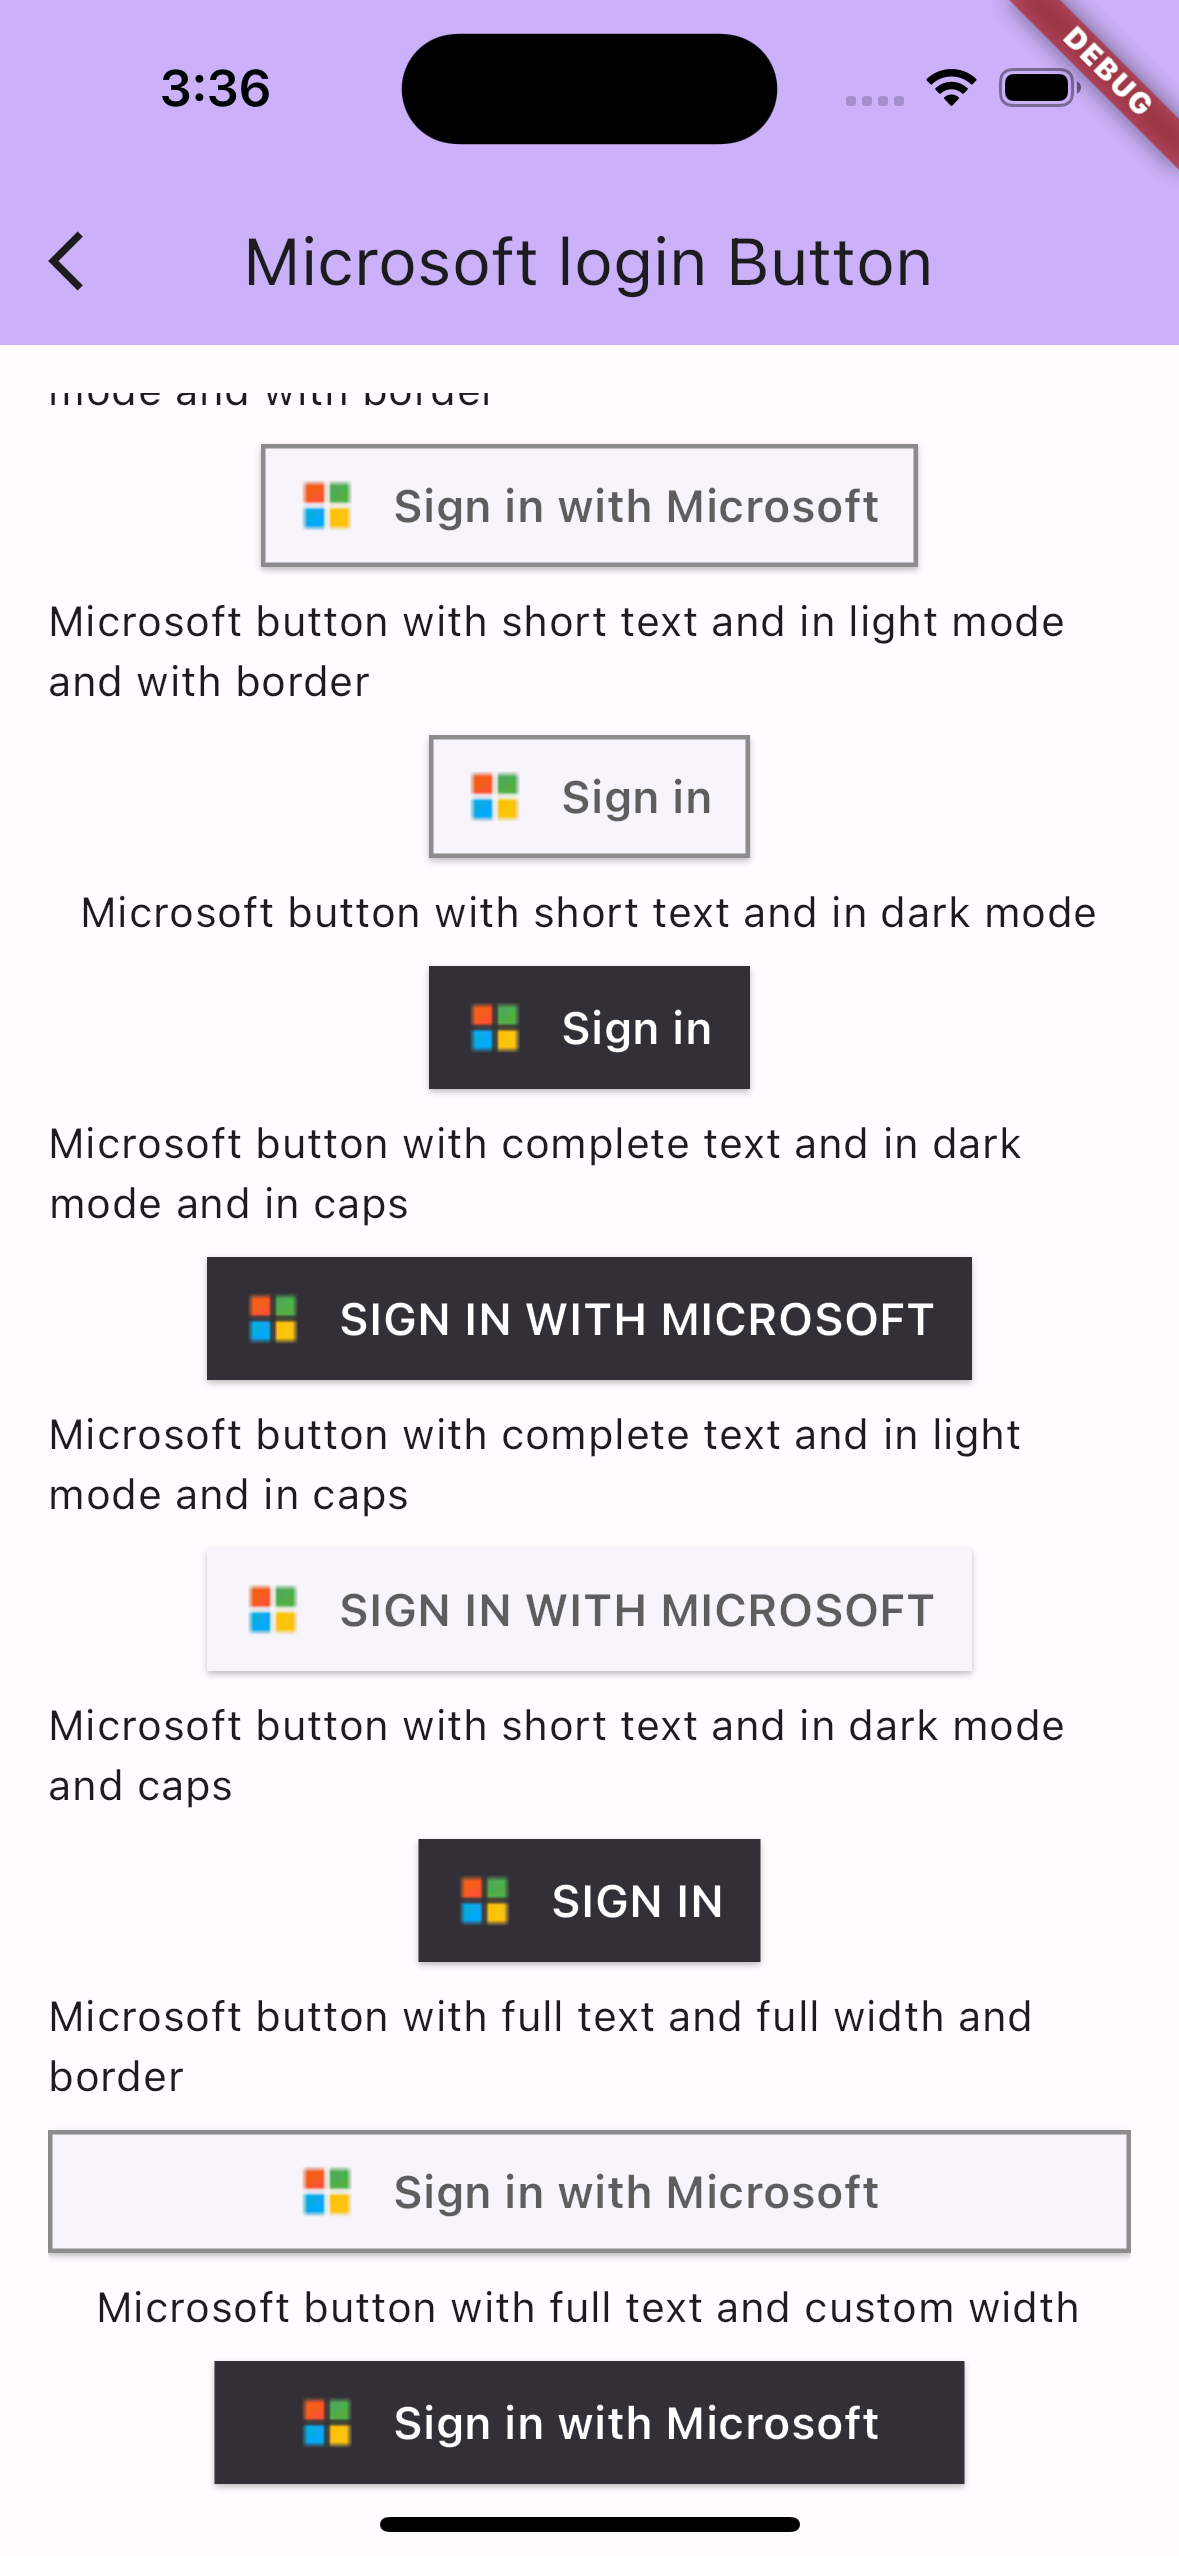 3:36
DEBUG
Microsoft login Button
mode and with border
Sign in with Microsoft
Microsoft button with short text and in light mode
and with border
Sign in
Microsoft button with short text and in dark mode
Sign in
Microsoft button with complete text and in dark
mode and in caps
SIGN IN WITH MICROSOFT
Microsoft button with complete text and in light
mode and in caps
SIGN IN WITH MICROSOFT
Microsoft button with short text and in dark mode
and caps
SIGN IN
Microsoft button with full text and full width and
border
Sign in with Microsoft
Microsoft button with full text and custom width
Sign in with Microsoft